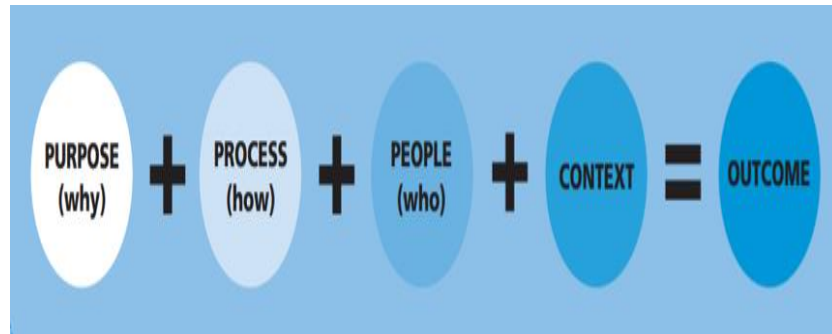 PURPOSE
(why)
+
PROCESS
(how)
+
PEOPLE
(who)
+
CONTEXT
=
OUTCOME